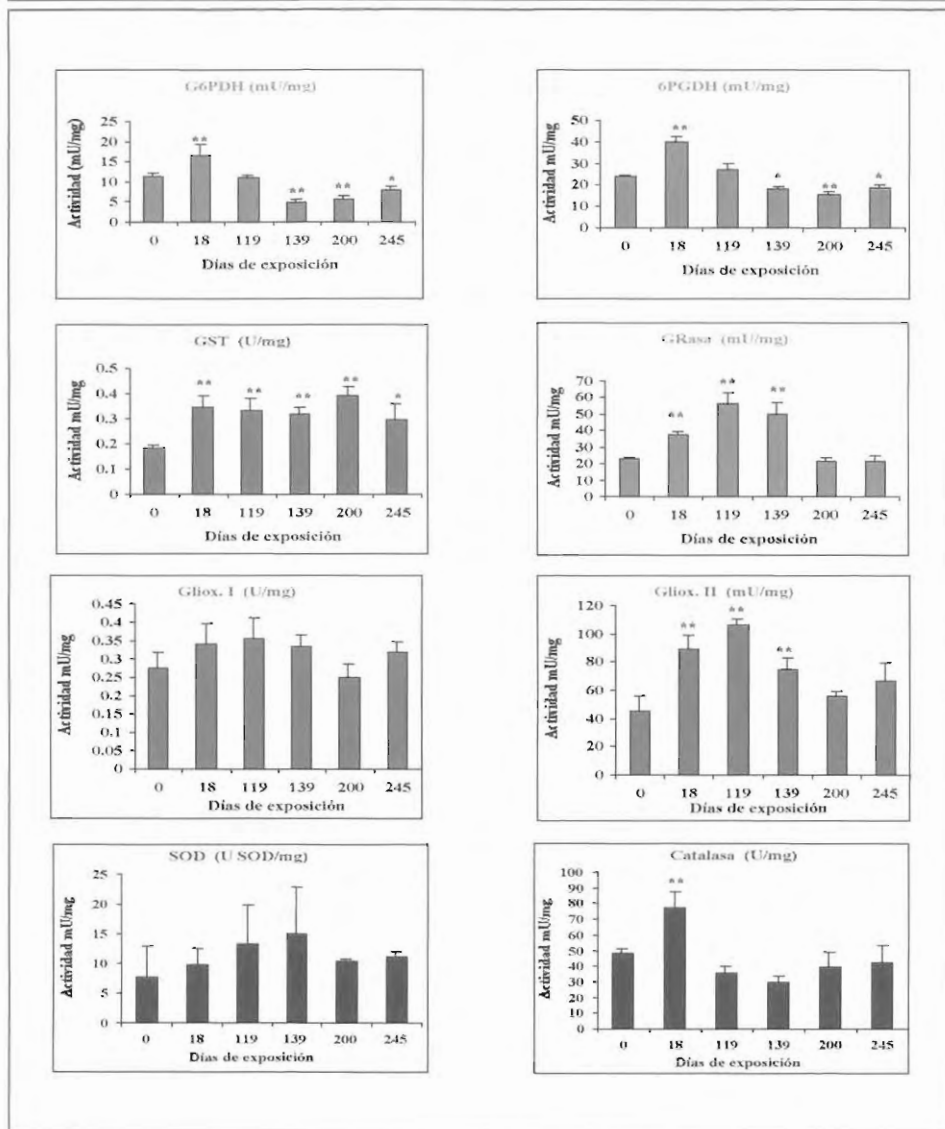 G6PDH (mU/mg)
Actividad (mU/mg)
25
20
15
10
5
0
**
**
**
*
0 18 119 139 200 245
Días de exposición
6PGDH (mU/mg)
Actividad mU/mg
50
40
30
20
10
0
**
*
**
*
0 18 119 139 200 245
Días de exposición
GST (U/mg)
Actividad mU/mg
0.5
0.4
0.3
0.2
0.1
0
**
**
**
**
*
0 18 119 139 200 245
Días de exposición
GRasa (mU/mg)
Actividad mU/mg
70
60
50
40
30
20
10
0
**
**
**
0 18 119 139 200 245
Días de exposición
Gliox. I (U/mg)
Actividad mU/mg
0.45
0.4
0.35
0.3
0.25
0.2
0.15
0.1
0.05
0
0 18 119 139 200 245
Días de exposición
Gliox. II (mU/mg)
Actividad mU/mg
120
100
80
60
40
20
0
**
**
**
0 18 119 139 200 245
Días de exposición
SOD (U SOD/mg)
Actividad mU/mg
25
20
15
10
5
0
0 18 119 139 200 245
Días de exposición
Catalasa (U/mg)
Actividad mU/mg
100
90
80
70
60
50
40
30
20
10
0
**
0 18 119 139 200 245
Días de exposición